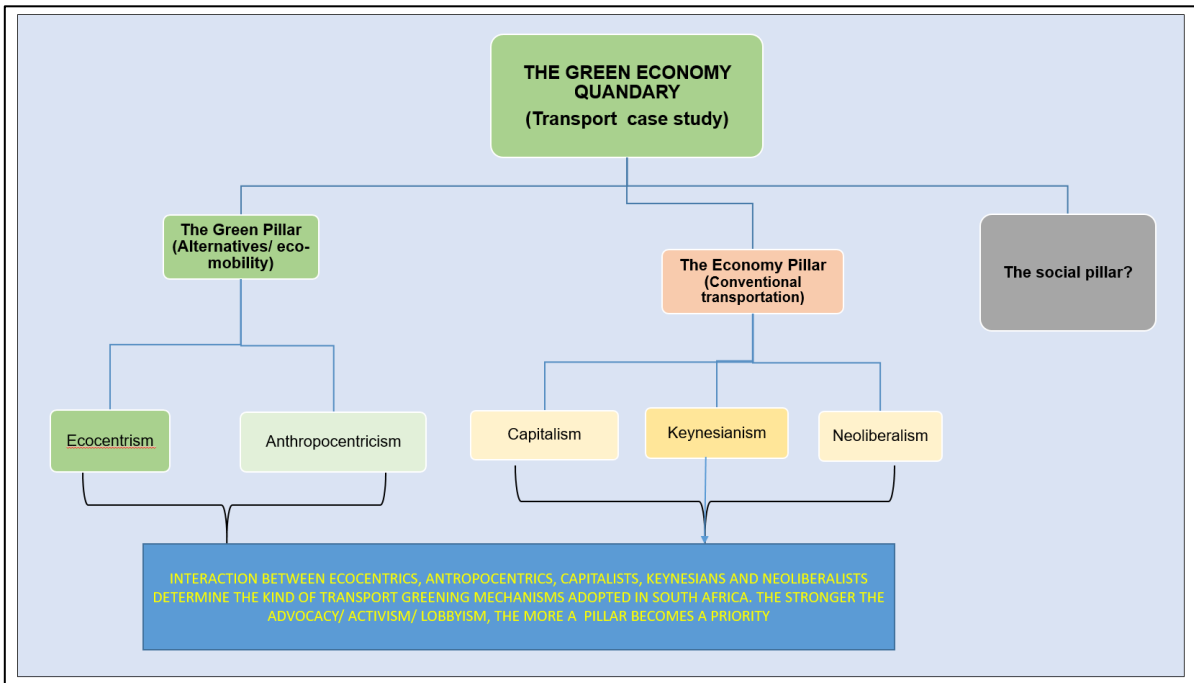 THE GREEN ECONOMY
QUANDARY
(Transport case study)
The Green Pillar
(Alternatives/ eco-
mobility)
The Economy Pillar
(Conventional
transportation)
The social pillar?
Ecocentrism
Anthropocentricism
Capitalism
Keynesianism
Neoliberalism
INTERACTION BETWEEN ECOCENTRICS, ANTROPOCENTRICS, CAPITALISTS, KEYNESIANS AND NEOLIBERALISTS
DETERMINE THE KIND OF TRANSPORT GREENING MECHANISMS ADOPTED IN SOUTH AFRICA. THE STRONGER THE
ADVOCACY/ ACTIVISM/ LOBBYISM, THE MORE A PILLAR BECOMES A PRIORITY